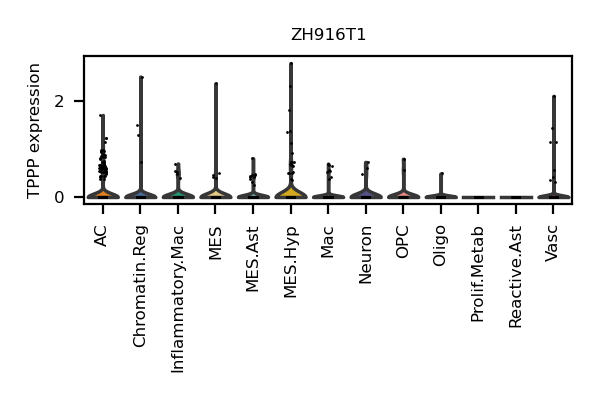 ZH916T1
TPPP expression
2
0
AC
Chromatin.Reg
Inflammatory.Mac
MES
MES.Ast
MES.Hyp
Mac
Neuron
OPC
Oligo
Prolif.Metab
Reactive.Ast
Vasc